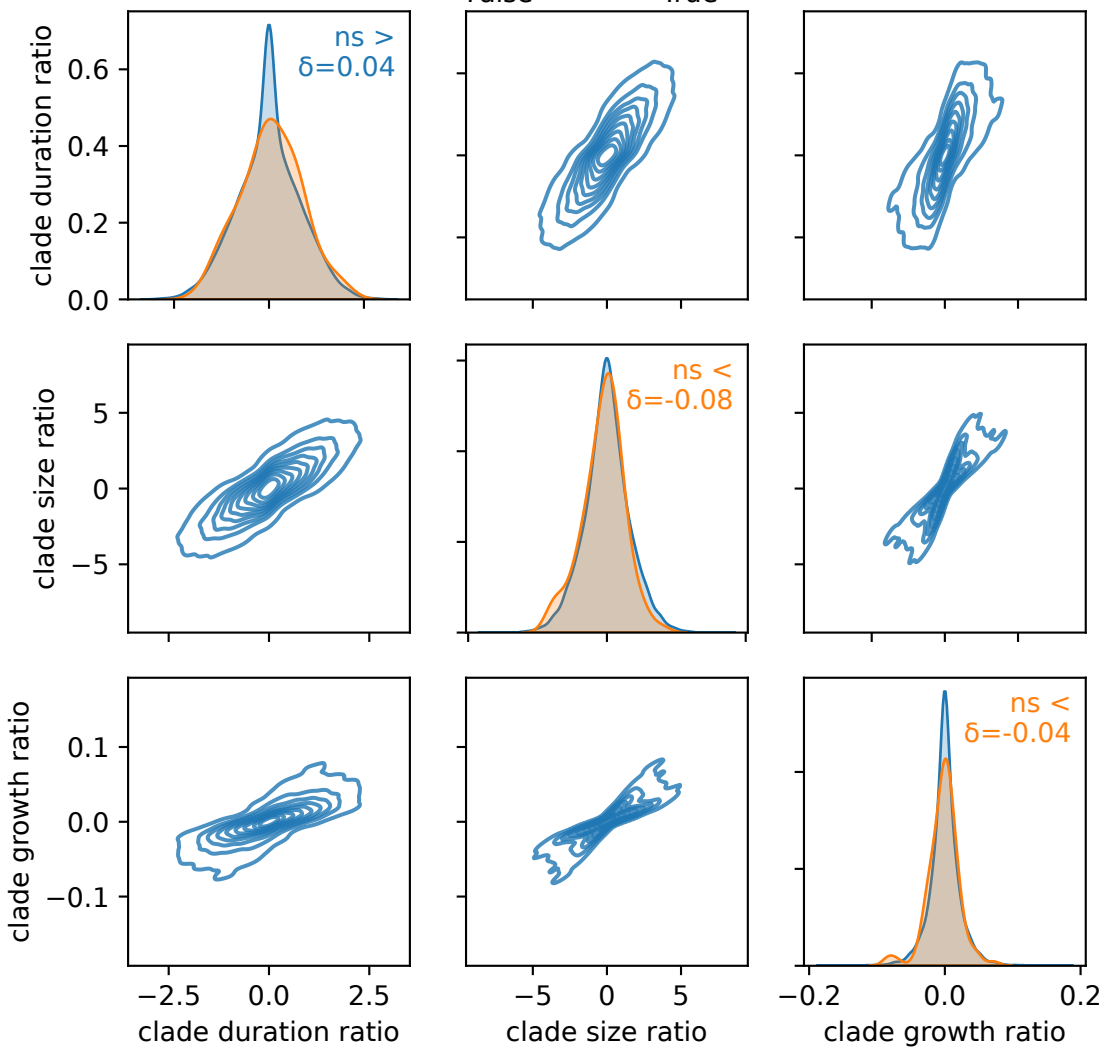 clade duration ratio
0.6
0.4
0.2
0.0
ns >
δ=0.04
clade size ratio
5
0
−5
ns <
δ=-0.08
clade growth ratio
0.1
0.0
−0.1
ns <
δ=-0.04
−2.5 0.0 2.5
clade duration ratio
−5 0 5
clade size ratio
−0.2 0.0 0.2
clade growth ratio